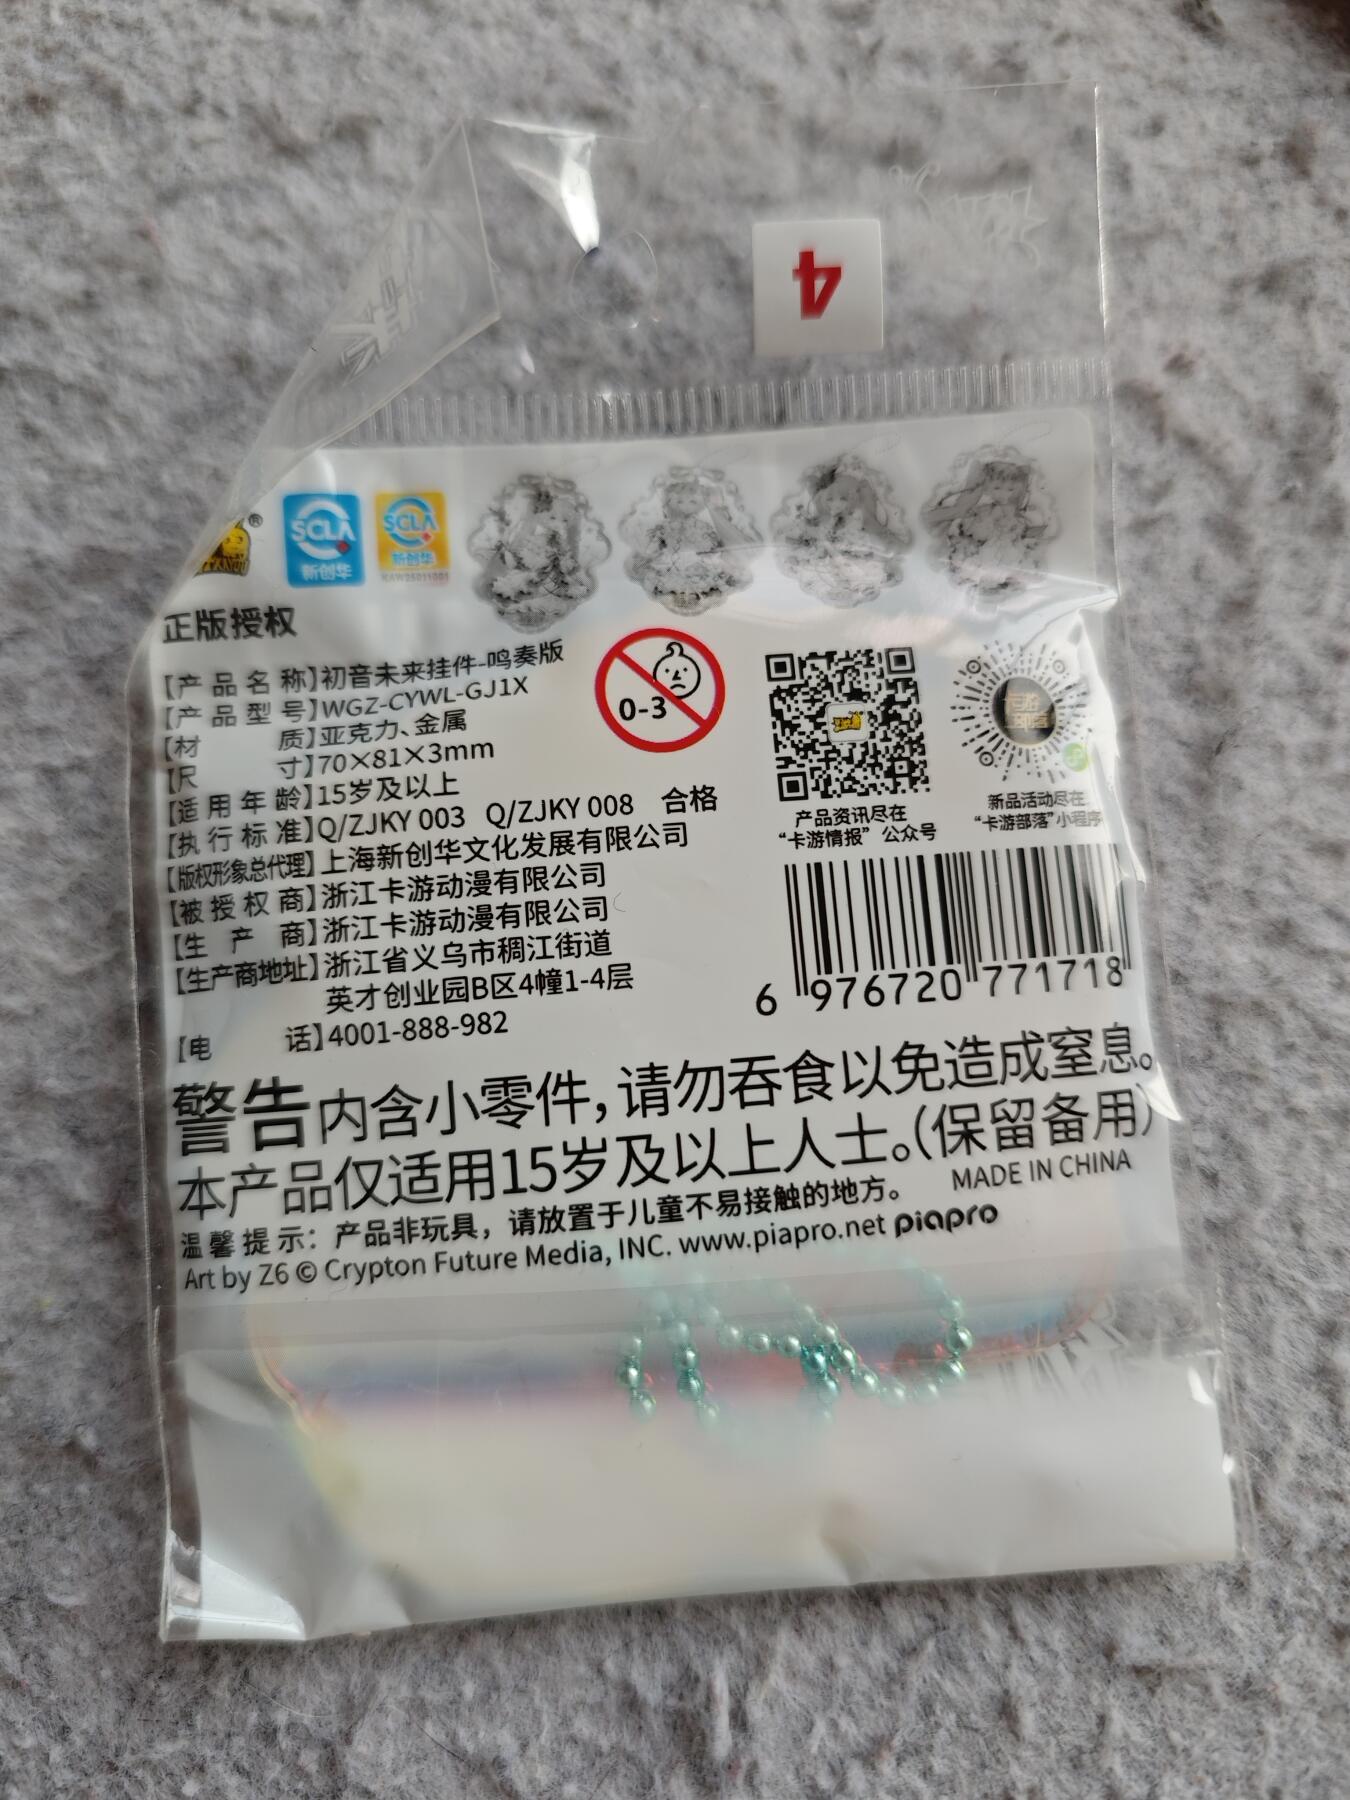 4
SCLA
新创华
SCLA
新创华
正版授权
【产品名称】初音未来挂件-鸣奏版
【产品型号】WGZ-CYWL-GJ1X
【材质】亚克力、金属
【尺寸】70×81×3mm
【适用年龄】15岁及以上
【执行标准】Q/ZJKY 003 Q/ZJKY 008 合格
【版权形象总代理】上海新创华文化发展有限公司
【被授权商】浙江卡游动漫有限公司
【生产商】浙江卡游动漫有限公司
【生产商地址】浙江省义乌市稠江街道
英才创业园B区4幢1-4层
【电话】4001-888-982
0-3
产品资讯尽在
“卡游情报”公众号
新品活动尽在
“卡游部落”小程序
6 976720 771718
警告内含小零件，请勿吞食以免造成窒息。
本产品仅适用15岁及以上人士。（保留备用）
温馨提示：产品非玩具，请放置于儿童不易接触的地方。 MADE IN CHINA
Art by Z6 © Crypton Future Media, INC. www.piapro.net piapro